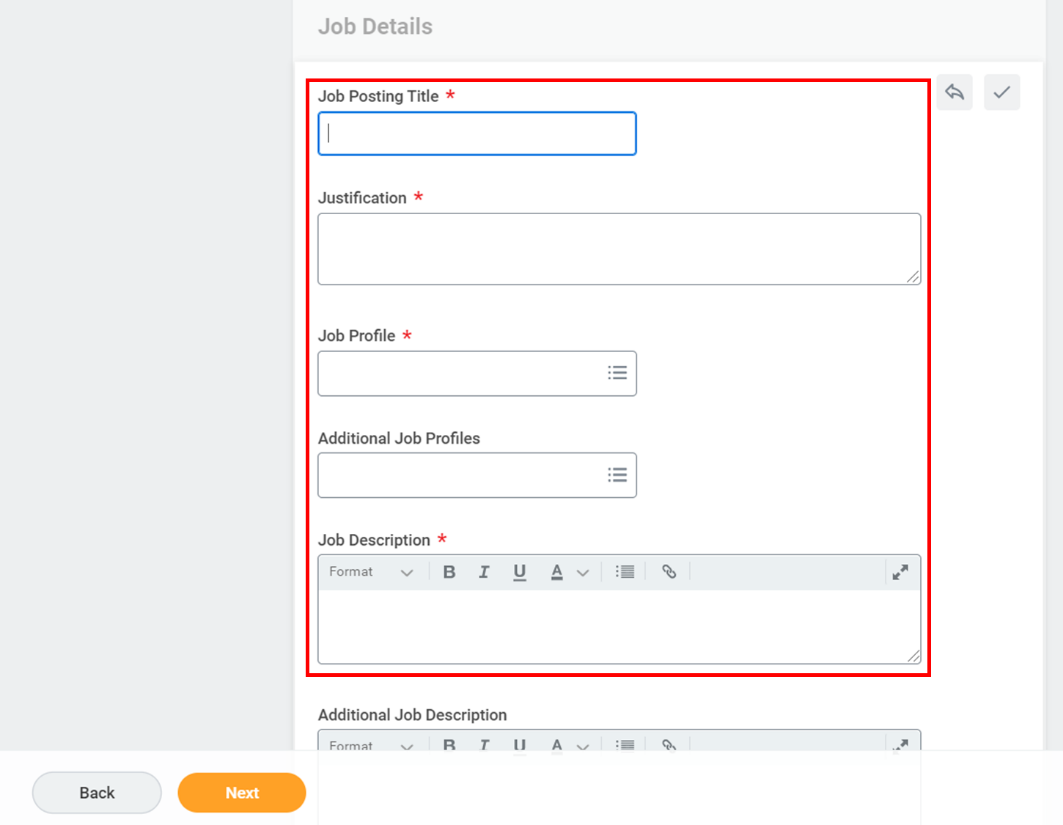 Job Details
Job Posting Title *
Justification *
Job Profile *
Additional Job Profiles
Job Description *
Format B I U A
Additional Job Description
Format B I U A
Back Next